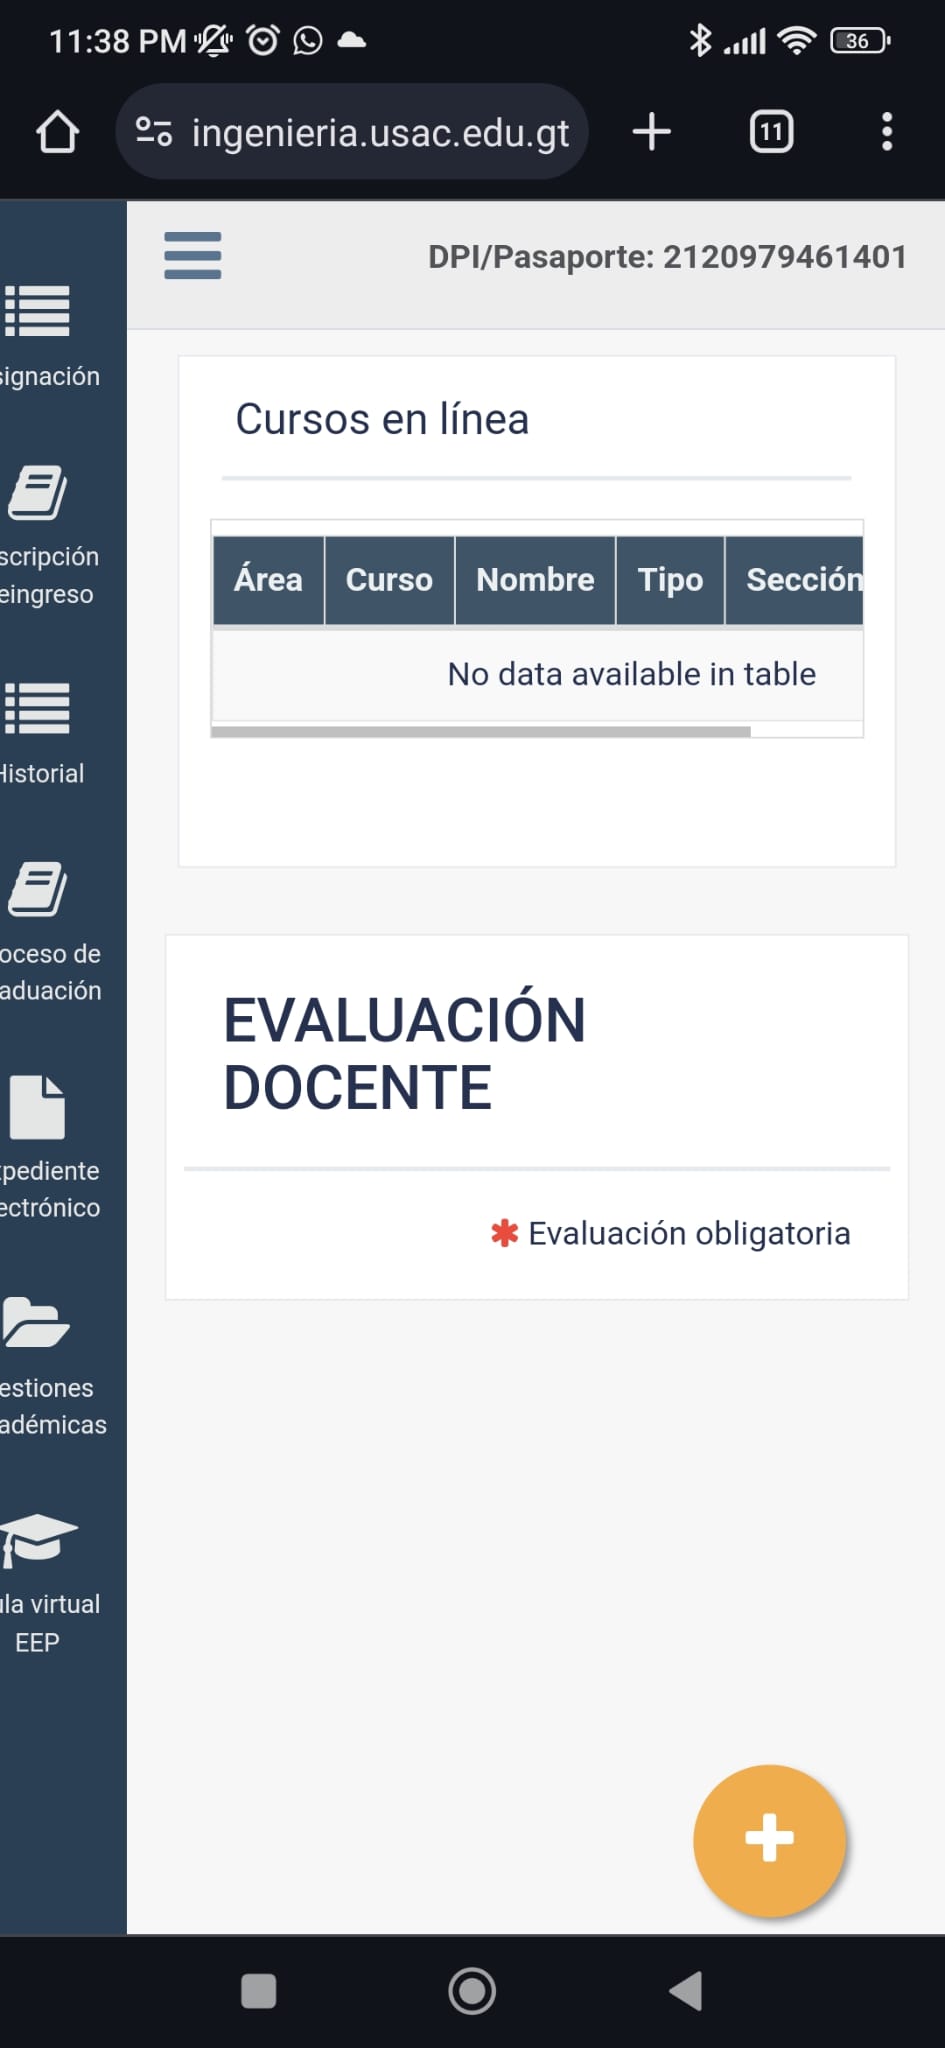 11:38 PM
36
ingenieria.usac.edu.gt
11
DPI/Pasaporte: 2120979461401
signación
scripción
eingreso
Historial
oceso de
aduación
xpediente
ectrónico
estiones
adémicas
ula virtual
EEP
Cursos en línea
Área Curso Nombre Tipo Sección
No data available in table
EVALUACIÓN
DOCENTE
* Evaluación obligatoria